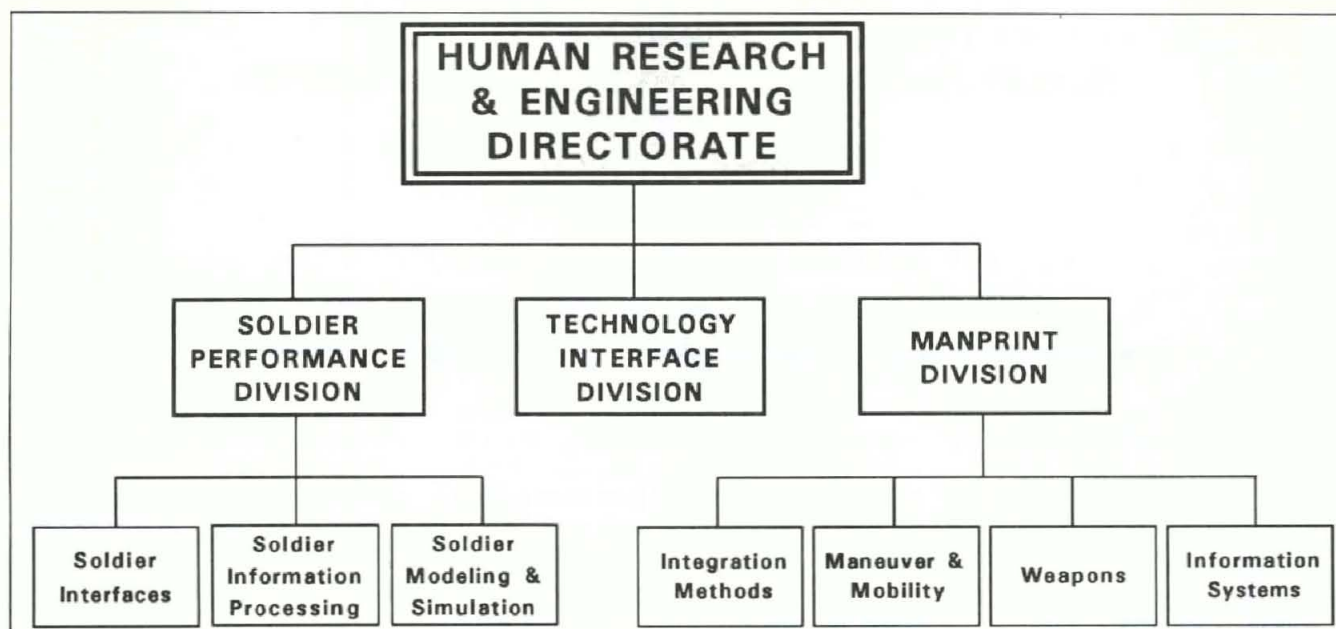 HUMAN RESEARCH
& ENGINEERING
DIRECTORATE
SOLDIER
PERFORMANCE
DIVISION
TECHNOLOGY
INTERFACE
DIVISION
MANPRINT
DIVISION
Soldier
Interfaces
Soldier
Information
Processing
Soldier
Modeling &
Simulation
Integration
Methods
Maneuver &
Mobility
Weapons
Information
Systems